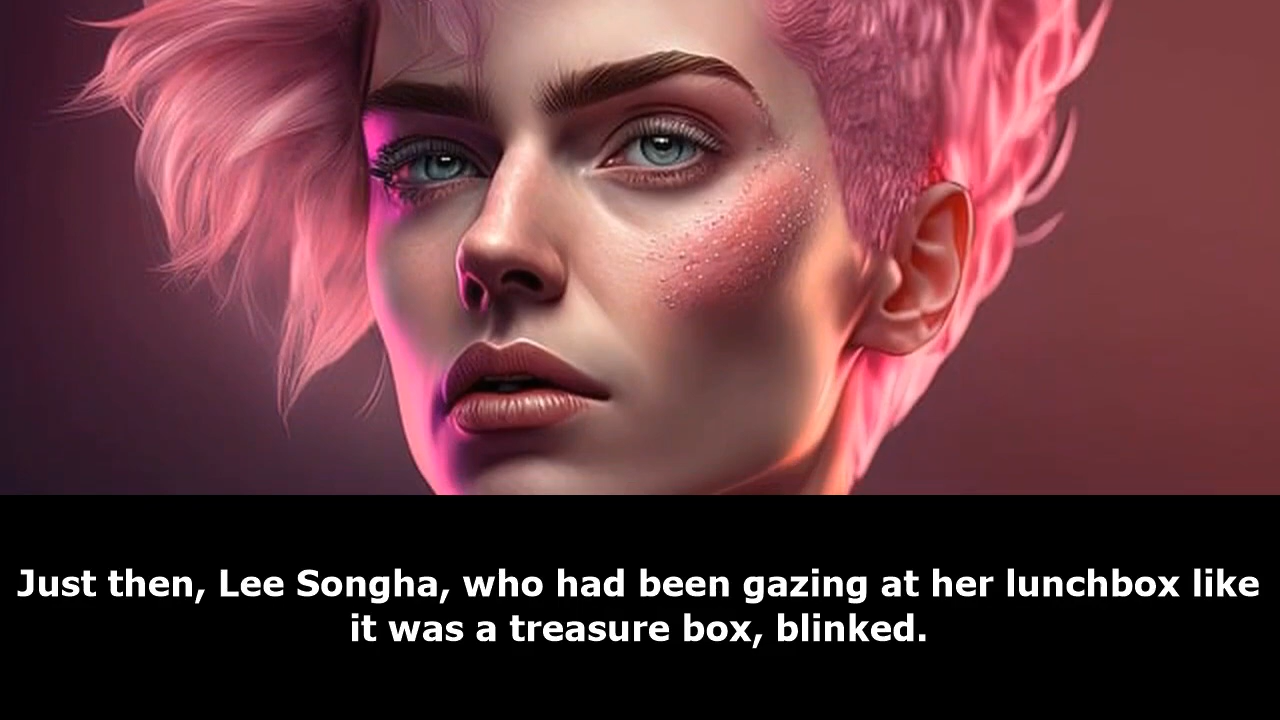 Just then, Lee Songha, who had been gazing at her lunchbox like
it was a treasure box, blinked.